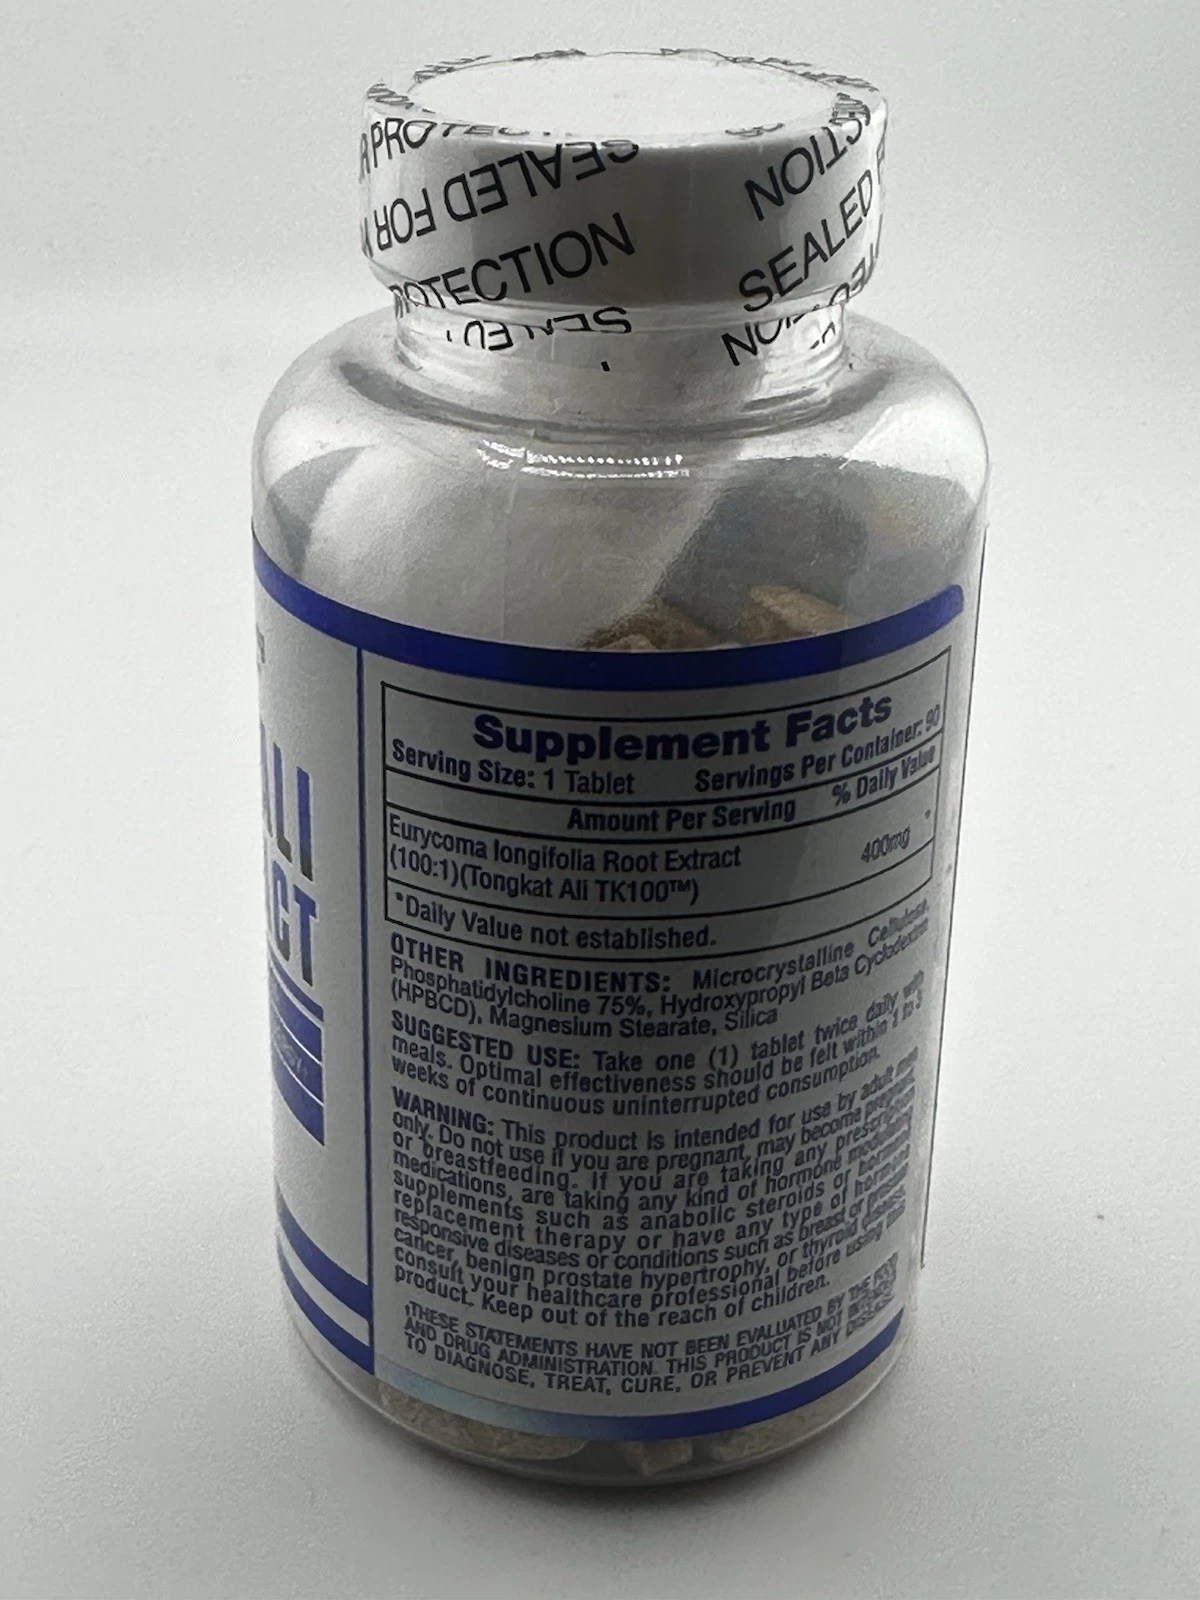 R PROTEC
SEALED FOR
PROTECTION
SEALED
NOITC
SEALED
ALI
CT
Supplement Facts
Serving Size: 1 Tablet Servings Per Container: 90
Amount Per Serving % Daily Value
Eurycoma longifolia Root Extract 400mg *
(100:1)(Tongkat Ali TK100™)
*Daily Value not established.
OTHER INGREDIENTS: Microcrystalline Cellulose,
Phosphatidylcholine 75%, Hydroxypropyl Beta Cyclodextrin
(HPBCD), Magnesium Stearate, Silica
SUGGESTED USE: Take one (1) tablet twice daily with
meals. Optimal effectiveness should be felt within 1 to 3
weeks of continuous uninterrupted consumption.
WARNING: This product is intended for use by adult men
only. Do not use if you are pregnant, may become pregnant,
or breastfeeding. If you are taking any prescription
medications, are taking any kind of hormone modulating
supplements such as anabolic steroids or hormone
replacement therapy or have any type of hormone
responsive diseases or conditions such as breast or prostate
cancer, benign prostate hypertrophy, or thyroid disease,
consult your healthcare professional before using this
product. Keep out of the reach of children.
THESE STATEMENTS HAVE NOT BEEN EVALUATED BY THE FOOD
AND DRUG ADMINISTRATION. THIS PRODUCT IS NOT INTENDED
TO DIAGNOSE, TREAT, CURE, OR PREVENT ANY DISEASE.